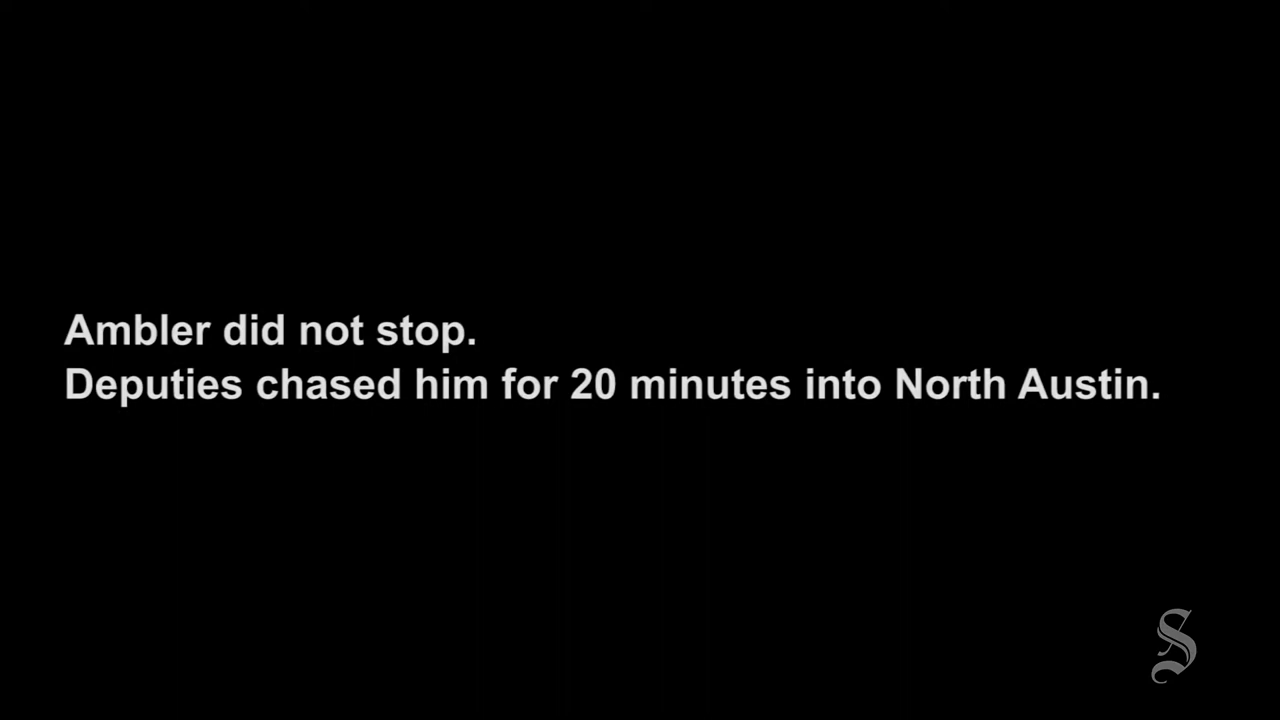 Ambler did not stop.
Deputies chased him for 20 minutes into North Austin.
S